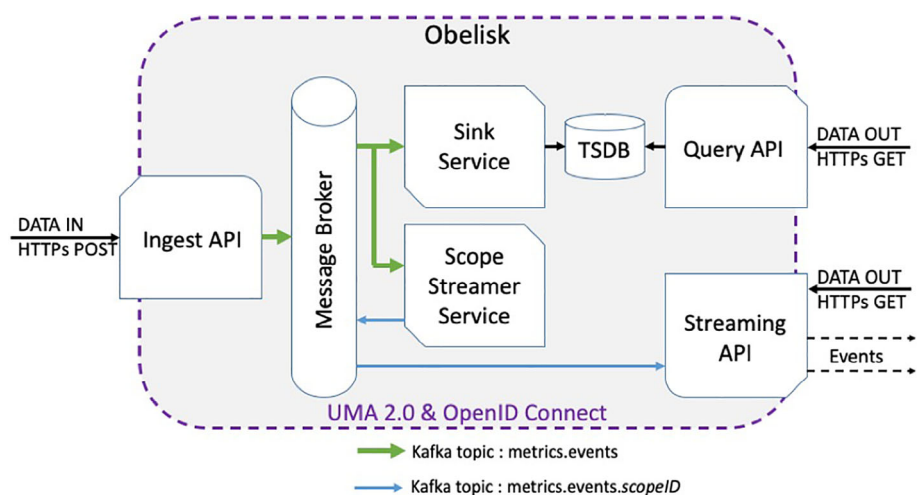 Obelisk
DATA IN
HTTPs POST
Ingest API
Message Broker
Sink
Service
TSDB
Query API
DATA OUT
HTTPs GET
Scope
Streamer
Service
Streaming
API
DATA OUT
HTTPs GET
Events
UMA 2.0 & OpenID Connect
Kafka topic : metrics.events
Kafka topic : metrics.events.scopeID